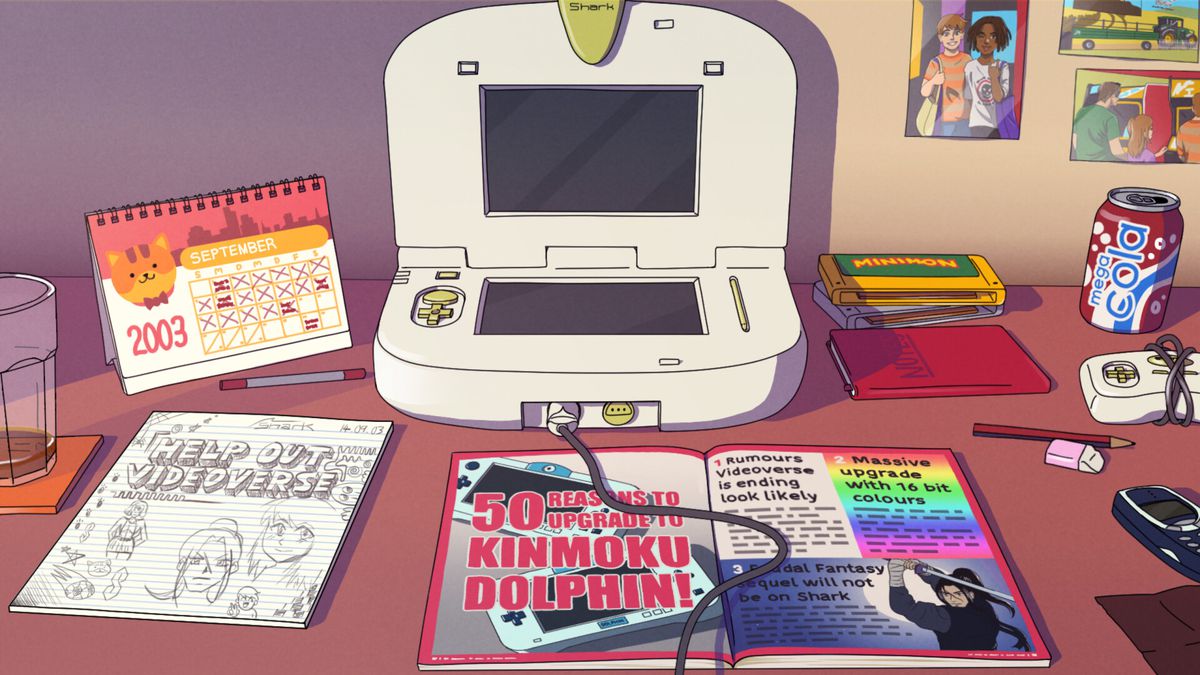 Shark
SEPTEMBER
S M D M D F S
2003
MINIMON
mega
cola
Shark 14.09.03
HELP OUT
VIDEOVERSE
50 REASONS TO
UPGRADE TO
KINMOKU
DOLPHIN!
1 Rumours
videoverse
is ending
look likely
2 Massive
upgrade
with 16 bit
colours
3 Feudal Fantasy
sequel will not
be on Shark